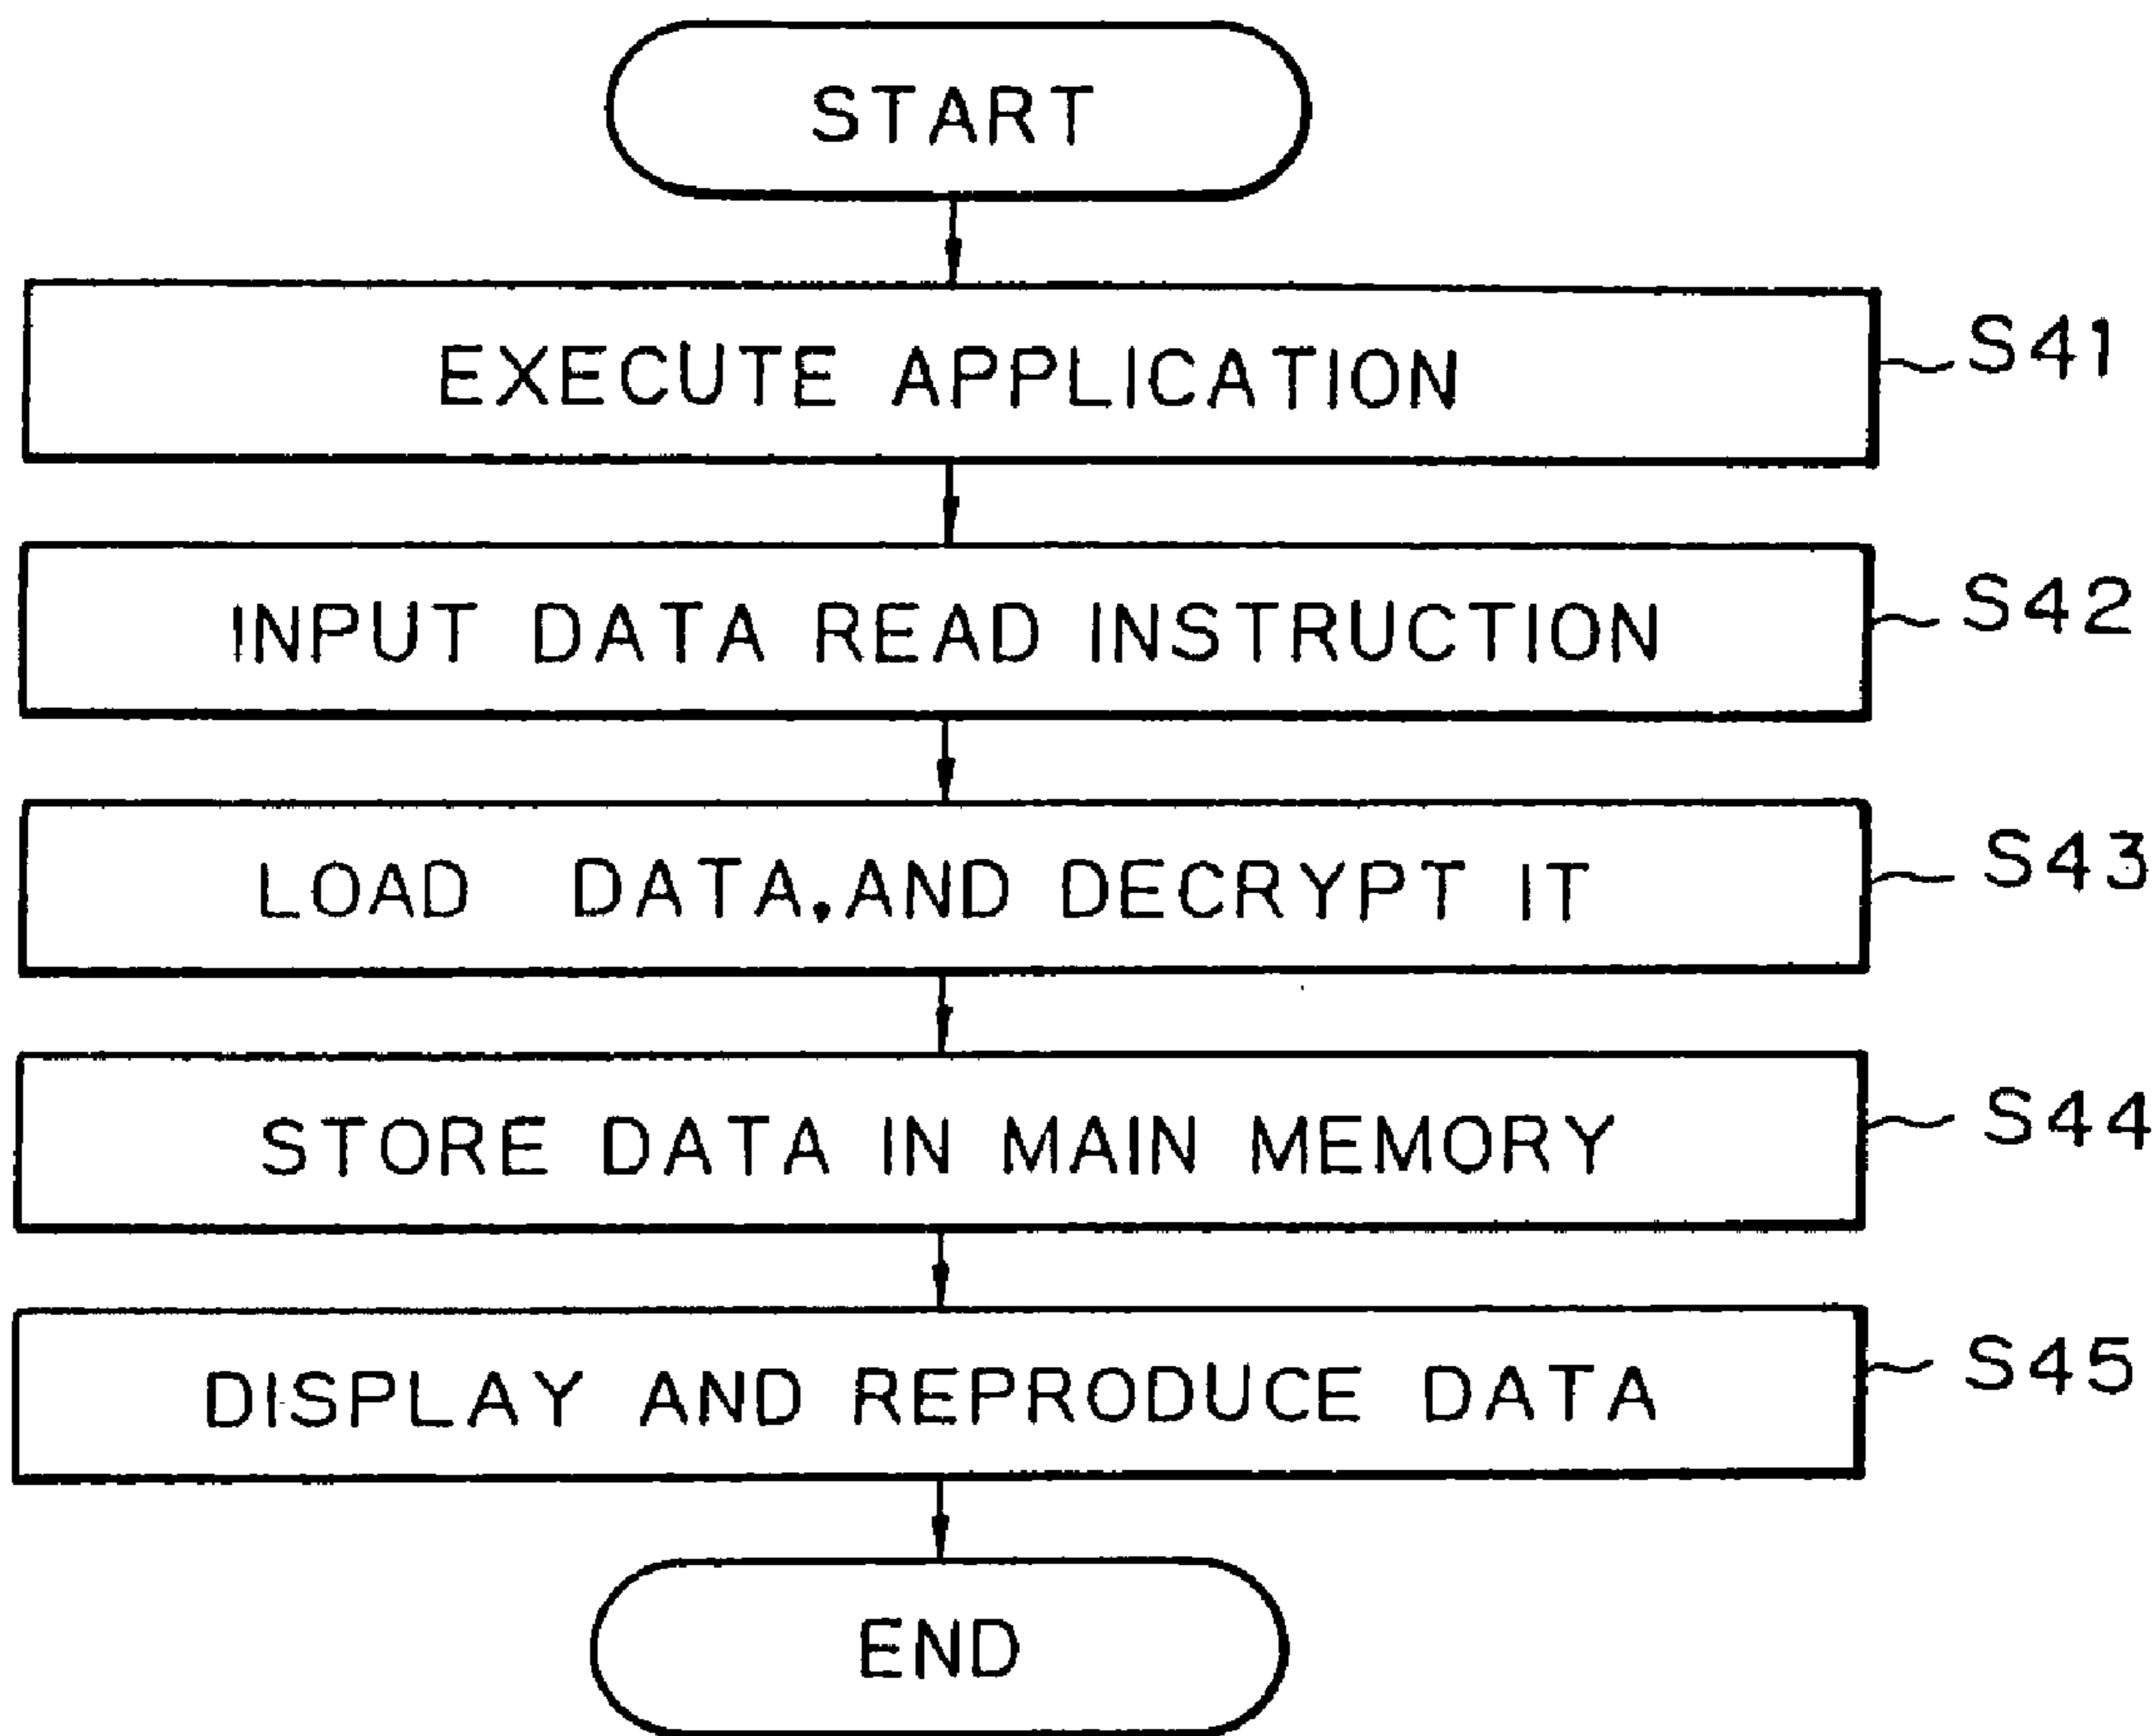 START
EXECUTE APPLICATION
S41
INPUT DATA READ INSTRUCTION
S42
LOAD DATA, AND DECRYPT IT
S43
STORE DATA IN MAIN MEMORY
S44
DISPLAY AND REPRODUCE DATA
S45
END